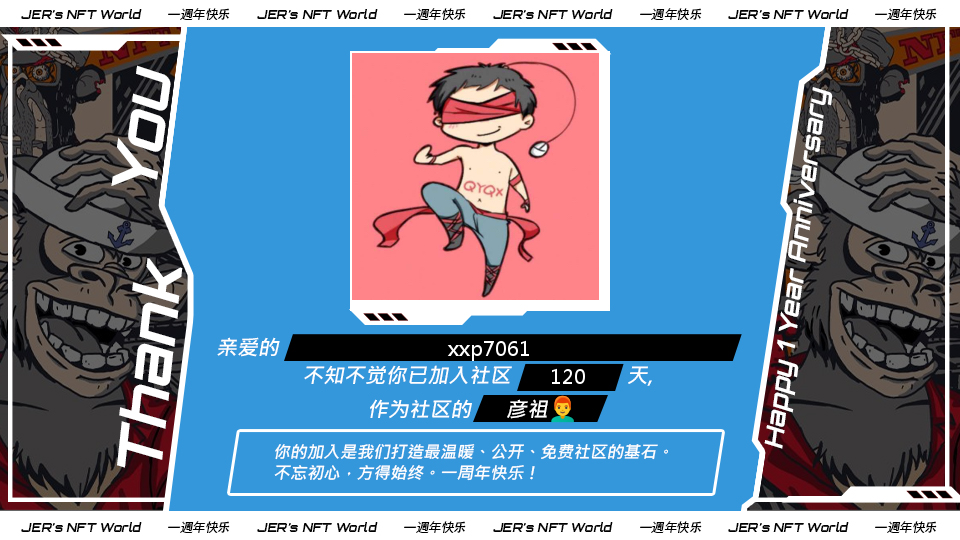 JER's NFT World 一週年快乐 JER's NFT World 一週年快乐 JER's NFT World 一週年快乐 JER's NFT World 一週年快乐
Thank You
QYQX
Happy 1 Year Anniversary
亲爱的 xxp7061
不知不觉你已加入社区 120 天,
作为社区的 彦祖👨‍🦰
你的加入是我们打造最温暖、公开、免费社区的基石。
不忘初心，方得始终。一周年快乐！
JER's NFT World 一週年快乐 JER's NFT World 一週年快乐 JER's NFT World 一週年快乐 JER's NFT World 一週年快乐